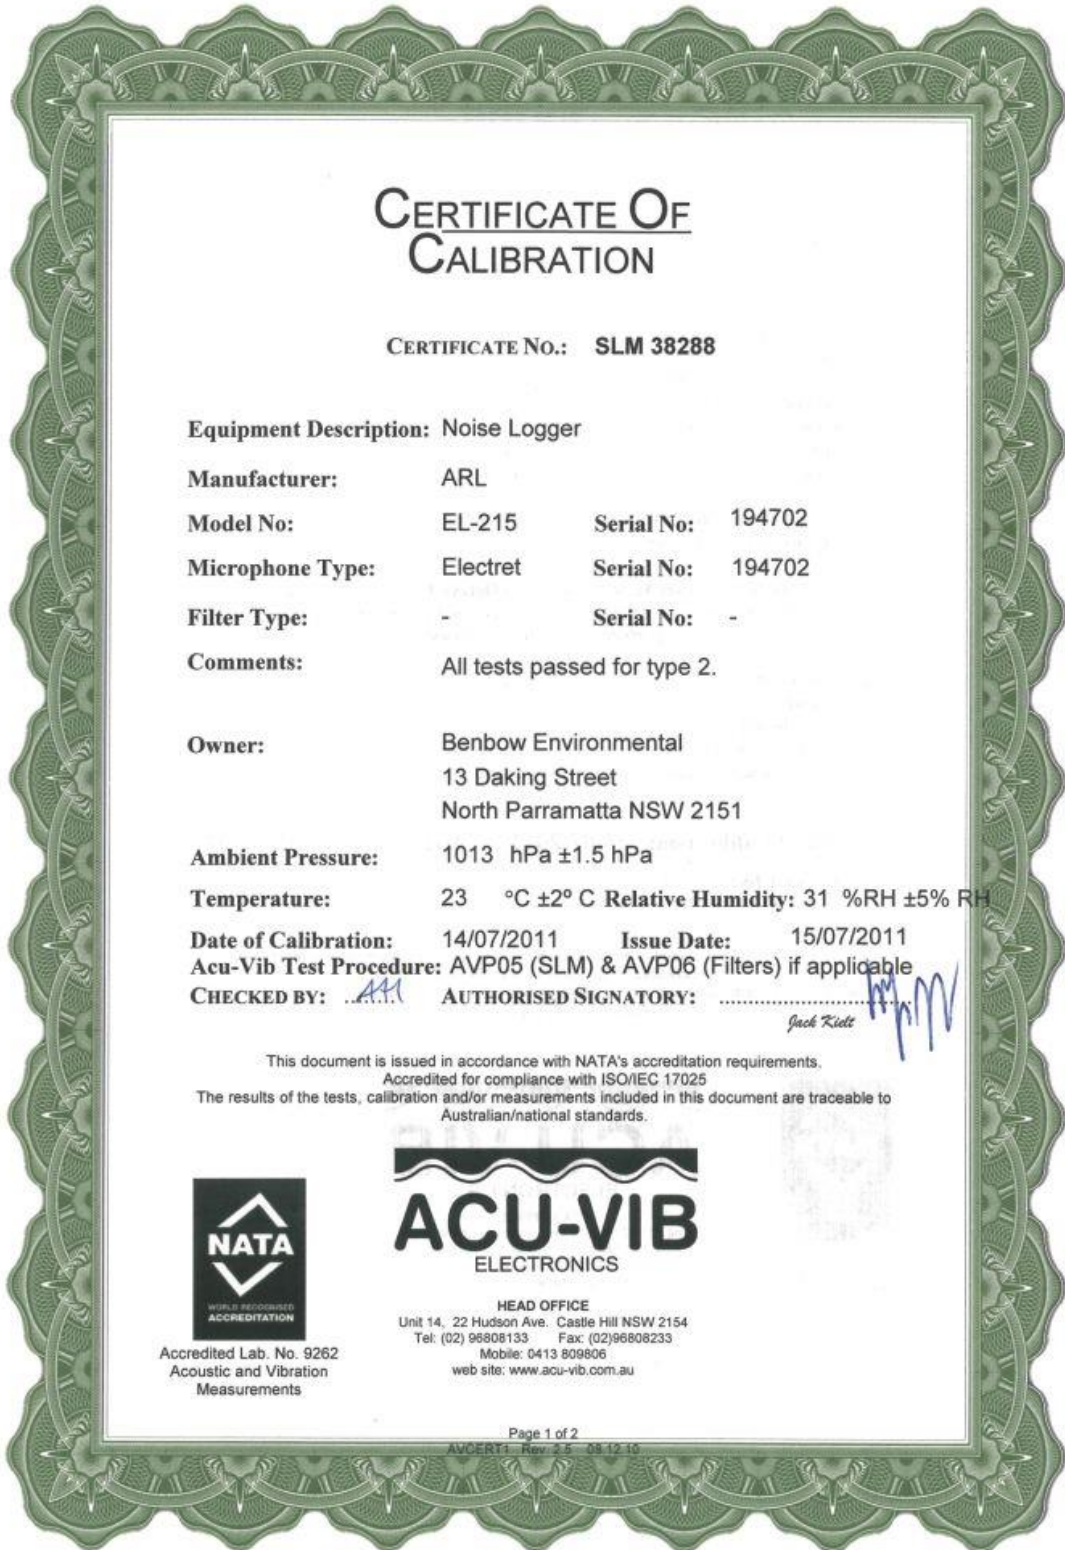 CERTIFICATE OF
CALIBRATION
CERTIFICATE NO.: SLM 38288
Equipment Description: Noise Logger
Manufacturer: ARL
Model No: EL-215 Serial No: 194702
Microphone Type: Electret Serial No: 194702
Filter Type: - Serial No: -
Comments: All tests passed for type 2.
Owner: Benbow Environmental
13 Daking Street
North Parramatta NSW 2151
Ambient Pressure: 1013 hPa ±1.5 hPa
Temperature: 23 °C ±2º C Relative Humidity: 31 %RH ±5% RH
Date of Calibration: 14/07/2011 Issue Date: 15/07/2011
Acu-Vib Test Procedure: AVP05 (SLM) & AVP06 (Filters) if applicable
CHECKED BY: AUTHORISED SIGNATORY:
Jack Kielt
This document is issued in accordance with NATA's accreditation requirements.
Accredited for compliance with ISO/IEC 17025
The results of the tests, calibration and/or measurements included in this document are traceable to
Australian/national standards.
NATA
WORLD RECOGNISED
ACCREDITATION
Accredited Lab. No. 9262
Acoustic and Vibration
Measurements
ACU-VIB
ELECTRONICS
HEAD OFFICE
Unit 14, 22 Hudson Ave. Castle Hill NSW 2154
Tel: (02) 96808133 Fax: (02)96808233
Mobile: 0413 809806
web site: www.acu-vib.com.au
Page 1 of 2
AVCERT1 Rev. 2.5 08.12.10